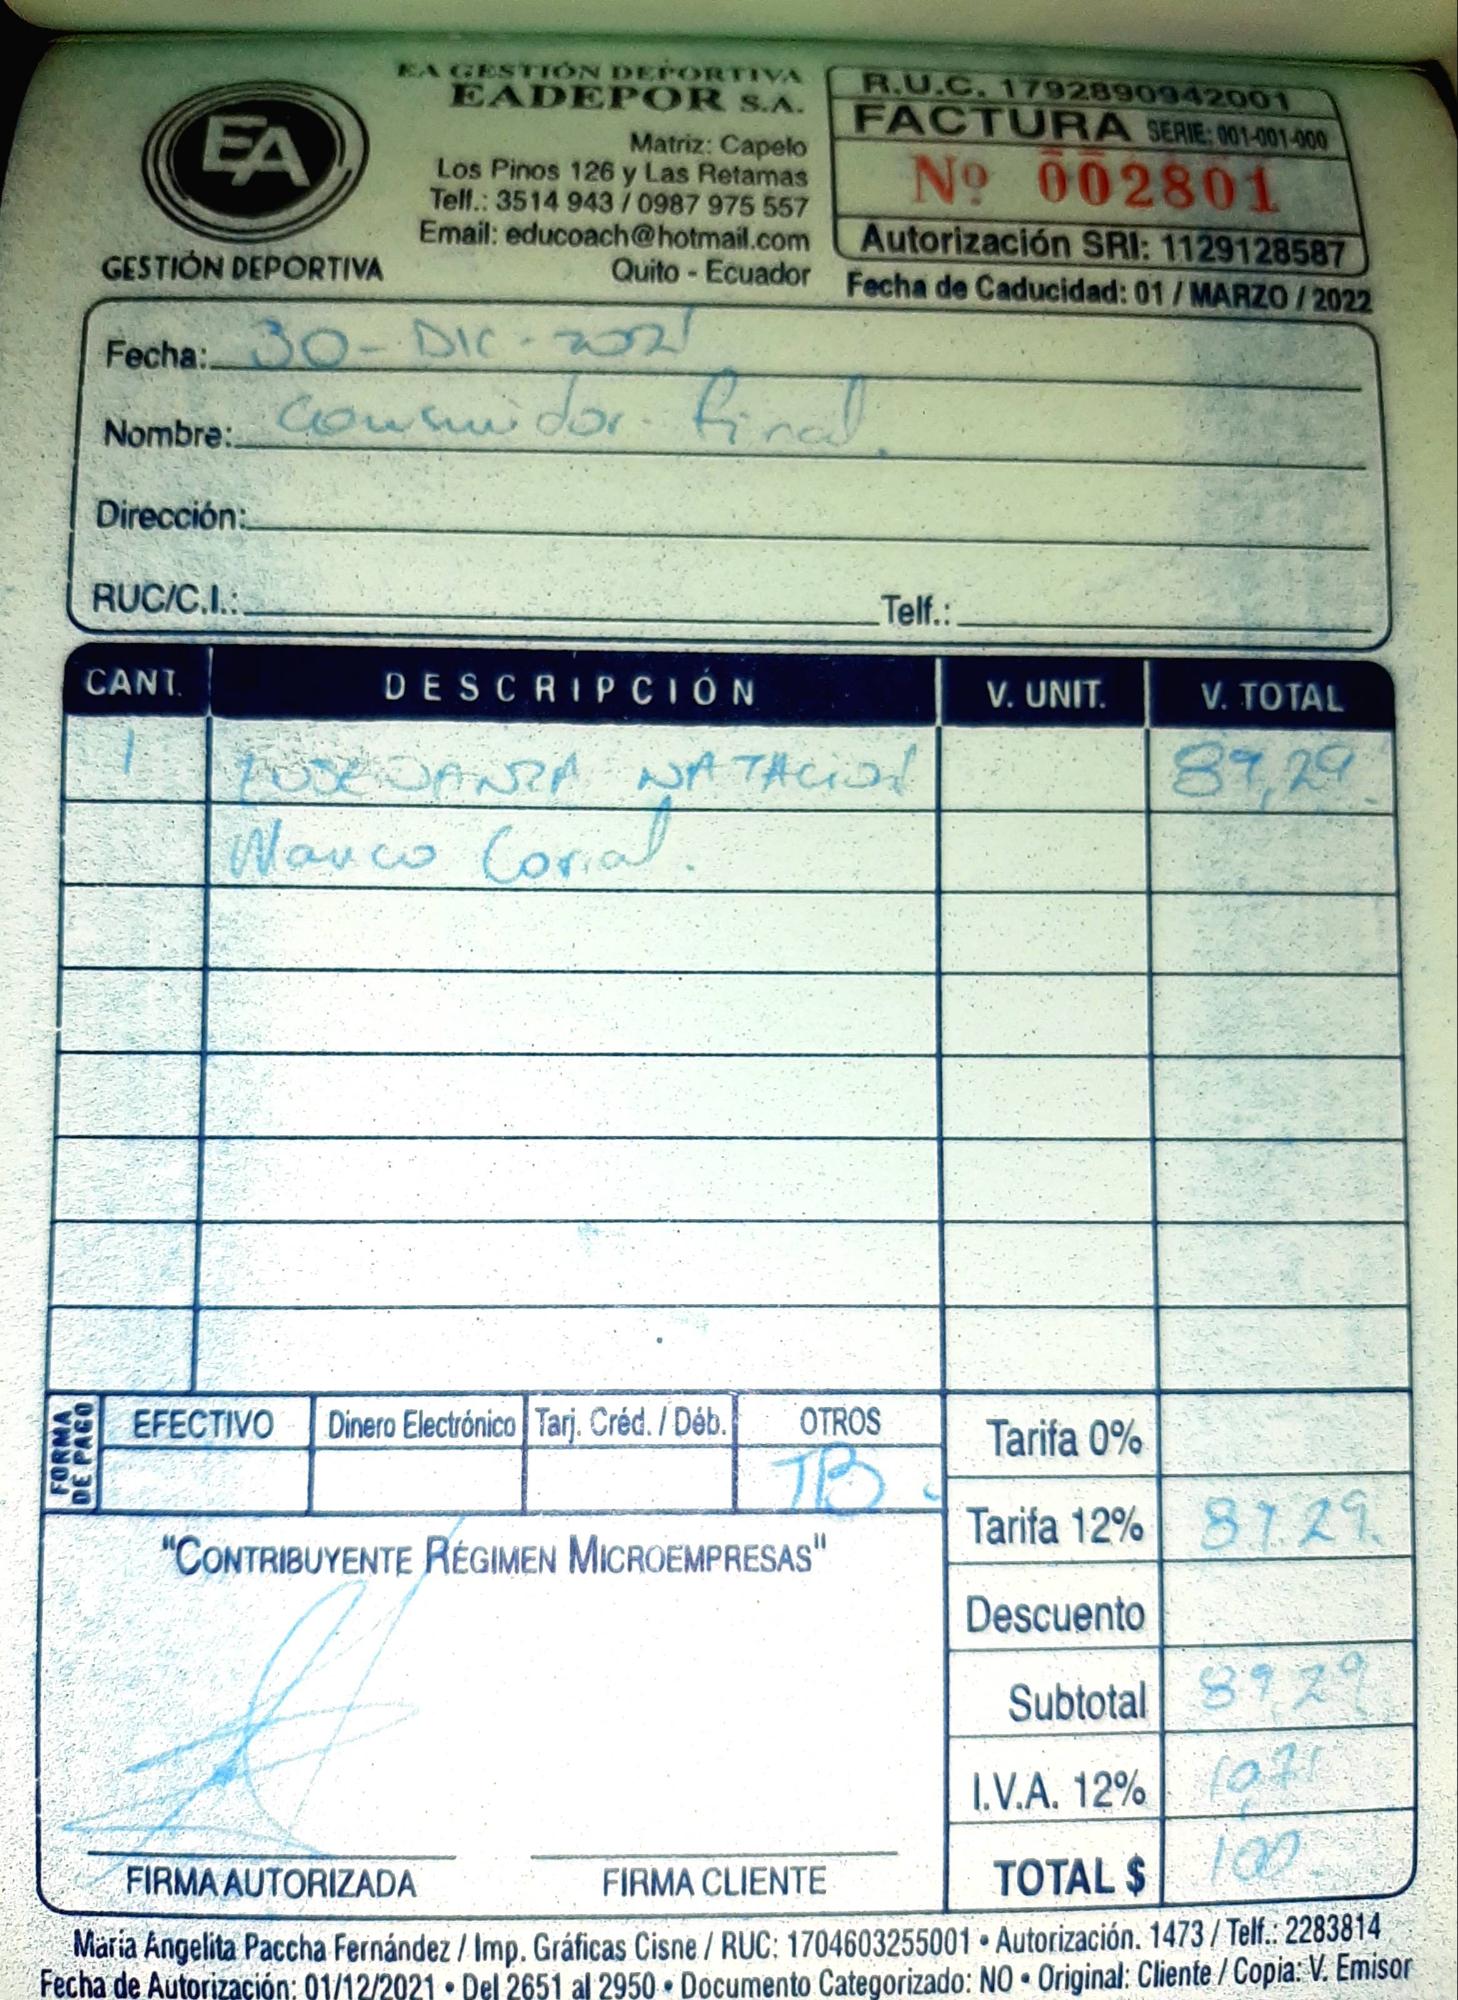 EA GESTIÓN DEPORTIVA
EADEPOR S.A.
EA
GESTIÓN DEPORTIVA
Matriz: Capelo
Los Pinos 126 y Las Retamas
Telf.: 3514 943 / 0987 975 557
Email: educoach@hotmail.com
Quito - Ecuador
R.U.C. 1792890942001
FACTURA SERIE: 001-001-000
Nº 002801
Autorización SRI: 1129128587
Fecha de Caducidad: 01 / MARZO / 2022
Fecha: 30-DIC-2021
Nombre: Consumidor final.
Dirección:
RUC/C.I.: Telf.:
CANT. DESCRIPCIÓN V. UNIT. V. TOTAL
1 NATACION 89,29.
Corral.
FORMA DE PAGO
EFECTIVO Dinero Electrónico Tarj. Créd. / Déb. OTROS
TB.
Tarifa 0%
Tarifa 12% 89.29.
Descuento
Subtotal 89,29
I.V.A. 12% 10,71
TOTAL $ 100.
"CONTRIBUYENTE RÉGIMEN MICROEMPRESAS"
FIRMA AUTORIZADA FIRMA CLIENTE
María Angelita Paccha Fernández / Imp. Gráficas Cisne / RUC: 1704603255001 • Autorización. 1473 / Telf.: 2283814
Fecha de Autorización: 01/12/2021 • Del 2651 al 2950 • Documento Categorizado: NO • Original: Cliente / Copia: V. Emisor